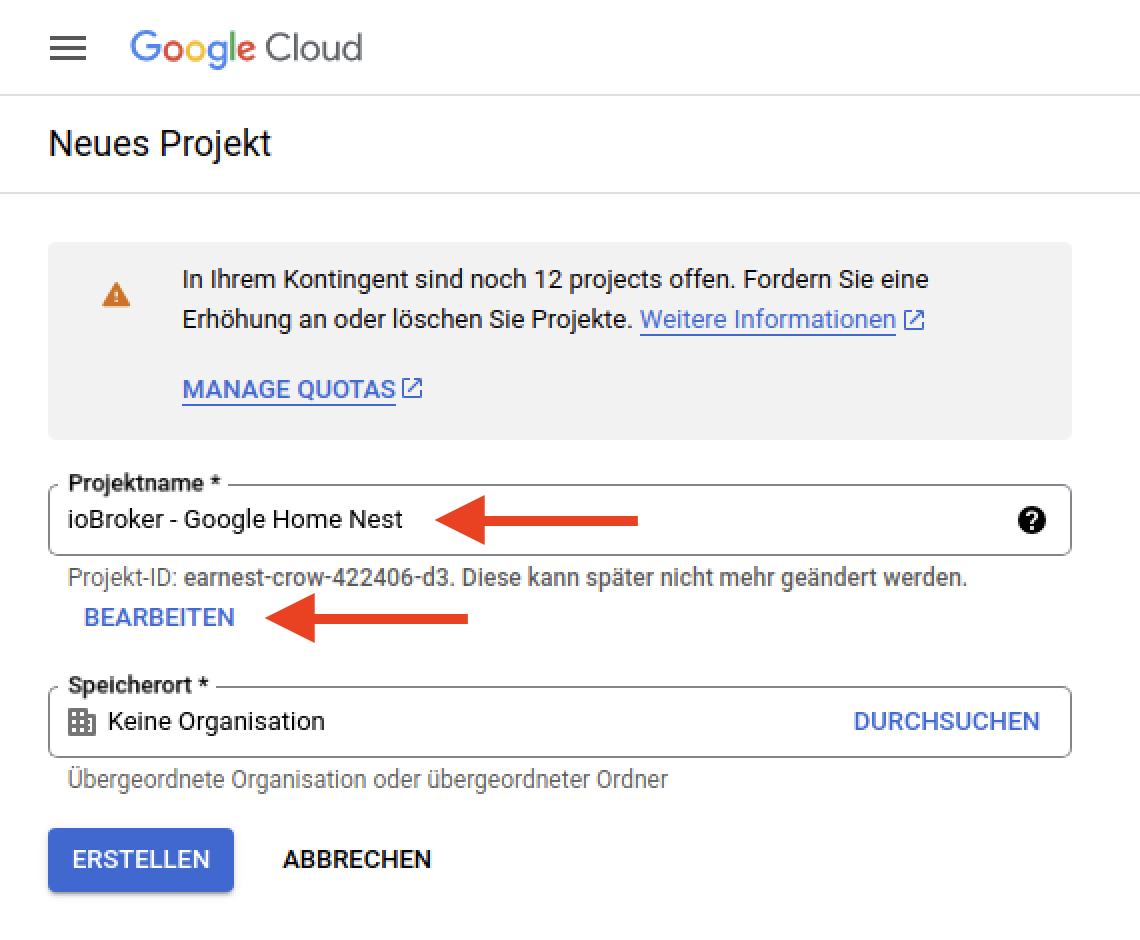 Google Cloud
Neues Projekt
In Ihrem Kontingent sind noch 12 projects offen. Fordern Sie eine
Erhöhung an oder löschen Sie Projekte. Weitere Informationen
MANAGE QUOTAS
Projektname *
ioBroker - Google Home Nest
Projekt-ID: earnest-crow-422406-d3. Diese kann später nicht mehr geändert werden.
BEARBEITEN
Speicherort *
Keine Organisation DURCHSUCHEN
Übergeordnete Organisation oder übergeordneter Ordner
ERSTELLEN ABBRECHEN